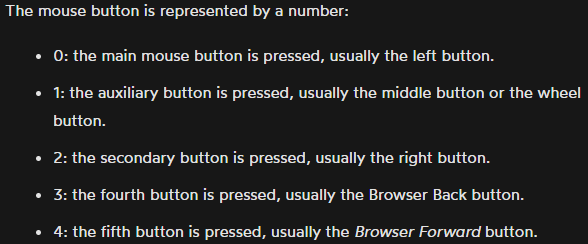 The mouse button is represented by a number:
• 0: the main mouse button is pressed, usually the left button.
• 1: the auxiliary button is pressed, usually the middle button or the wheel
button.
• 2: the secondary button is pressed, usually the right button.
• 3: the fourth button is pressed, usually the Browser Back button.
• 4: the fifth button is pressed, usually the Browser Forward button.